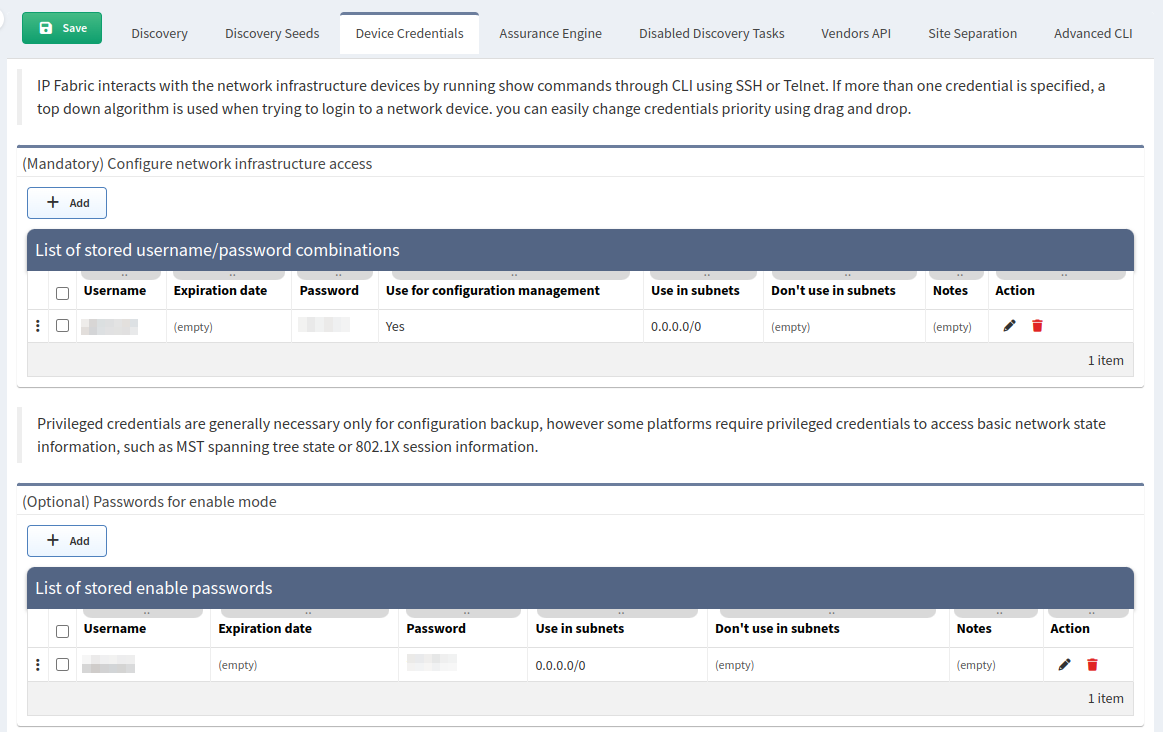 Save
Discovery
Discovery Seeds
Device Credentials
Assurance Engine
Disabled Discovery Tasks
Vendors API
Site Separation
Advanced CLI
IP Fabric interacts with the network infrastructure devices by running show commands through CLI using SSH or Telnet. If more than one credential is specified, a
top down algorithm is used when trying to login to a network device. you can easily change credentials priority using drag and drop.
(Mandatory) Configure network infrastructure access
+ Add
List of stored username/password combinations
Username Expiration date Password Use for configuration management Use in subnets Don't use in subnets Notes Action
(empty) Yes 0.0.0.0/0 (empty) (empty)
1 item
Privileged credentials are generally necessary only for configuration backup, however some platforms require privileged credentials to access basic network state
information, such as MST spanning tree state or 802.1X session information.
(Optional) Passwords for enable mode
+ Add
List of stored enable passwords
Username Expiration date Password Use in subnets Don't use in subnets Notes Action
(empty) 0.0.0.0/0 (empty) (empty)
1 item